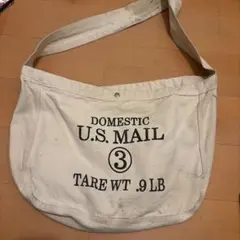 DOMESTIC
U.S. MAIL
3
TARE WT .9 LB